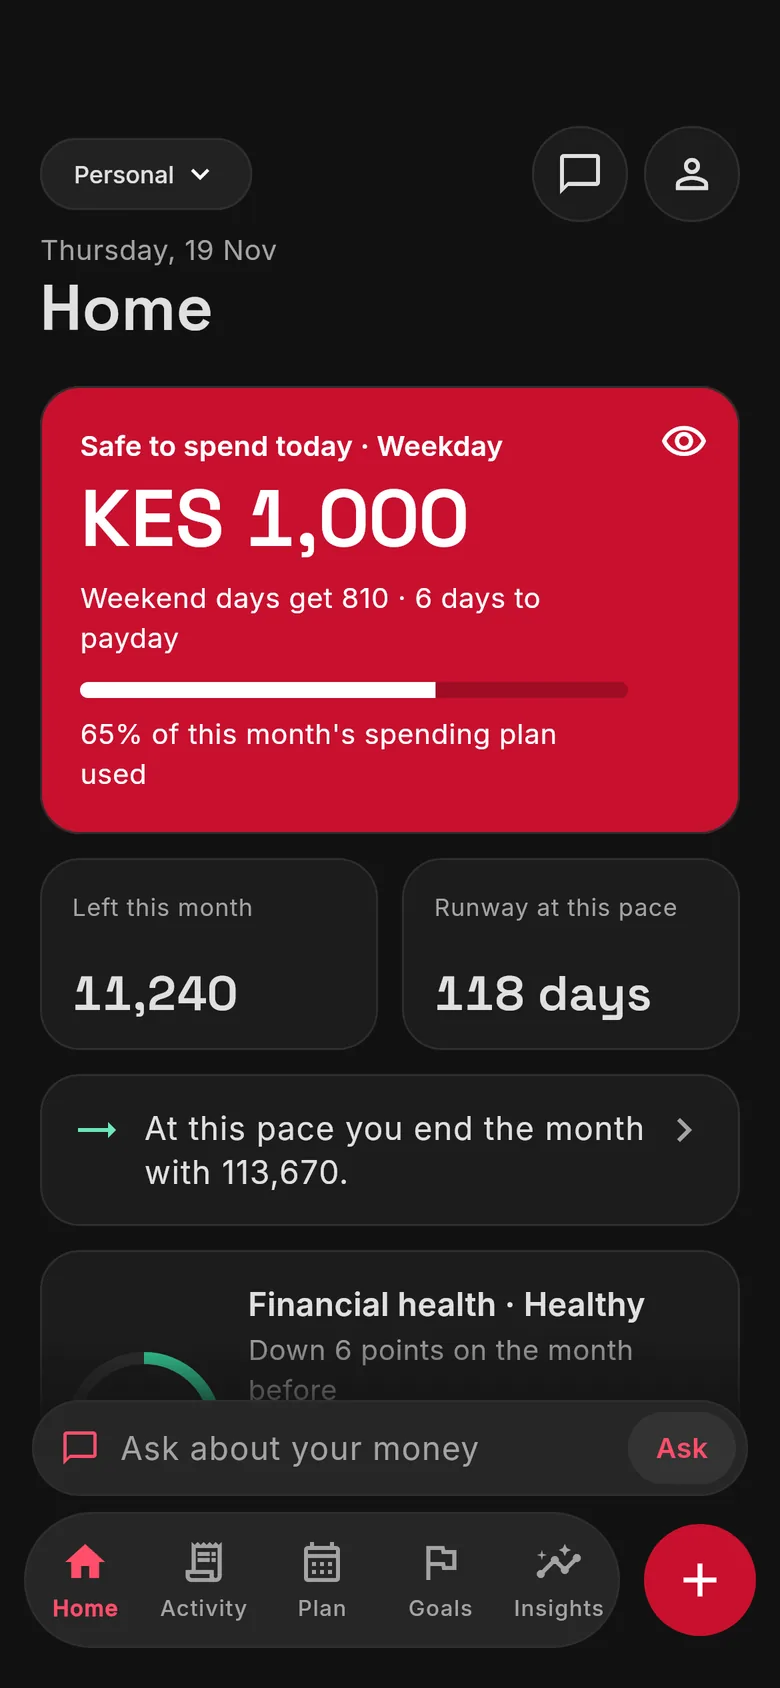 Personal
Thursday, 19 Nov
Home
Safe to spend today · Weekday
KES 1,000
Weekend days get 810 · 6 days to
payday
65% of this month's spending plan
used
Left this month
11,240
Runway at this pace
118 days
At this pace you end the month
with 113,670.
Financial health · Healthy
Down 6 points on the month
before
Ask about your money
Ask
Home
Activity
Plan
Goals
Insights